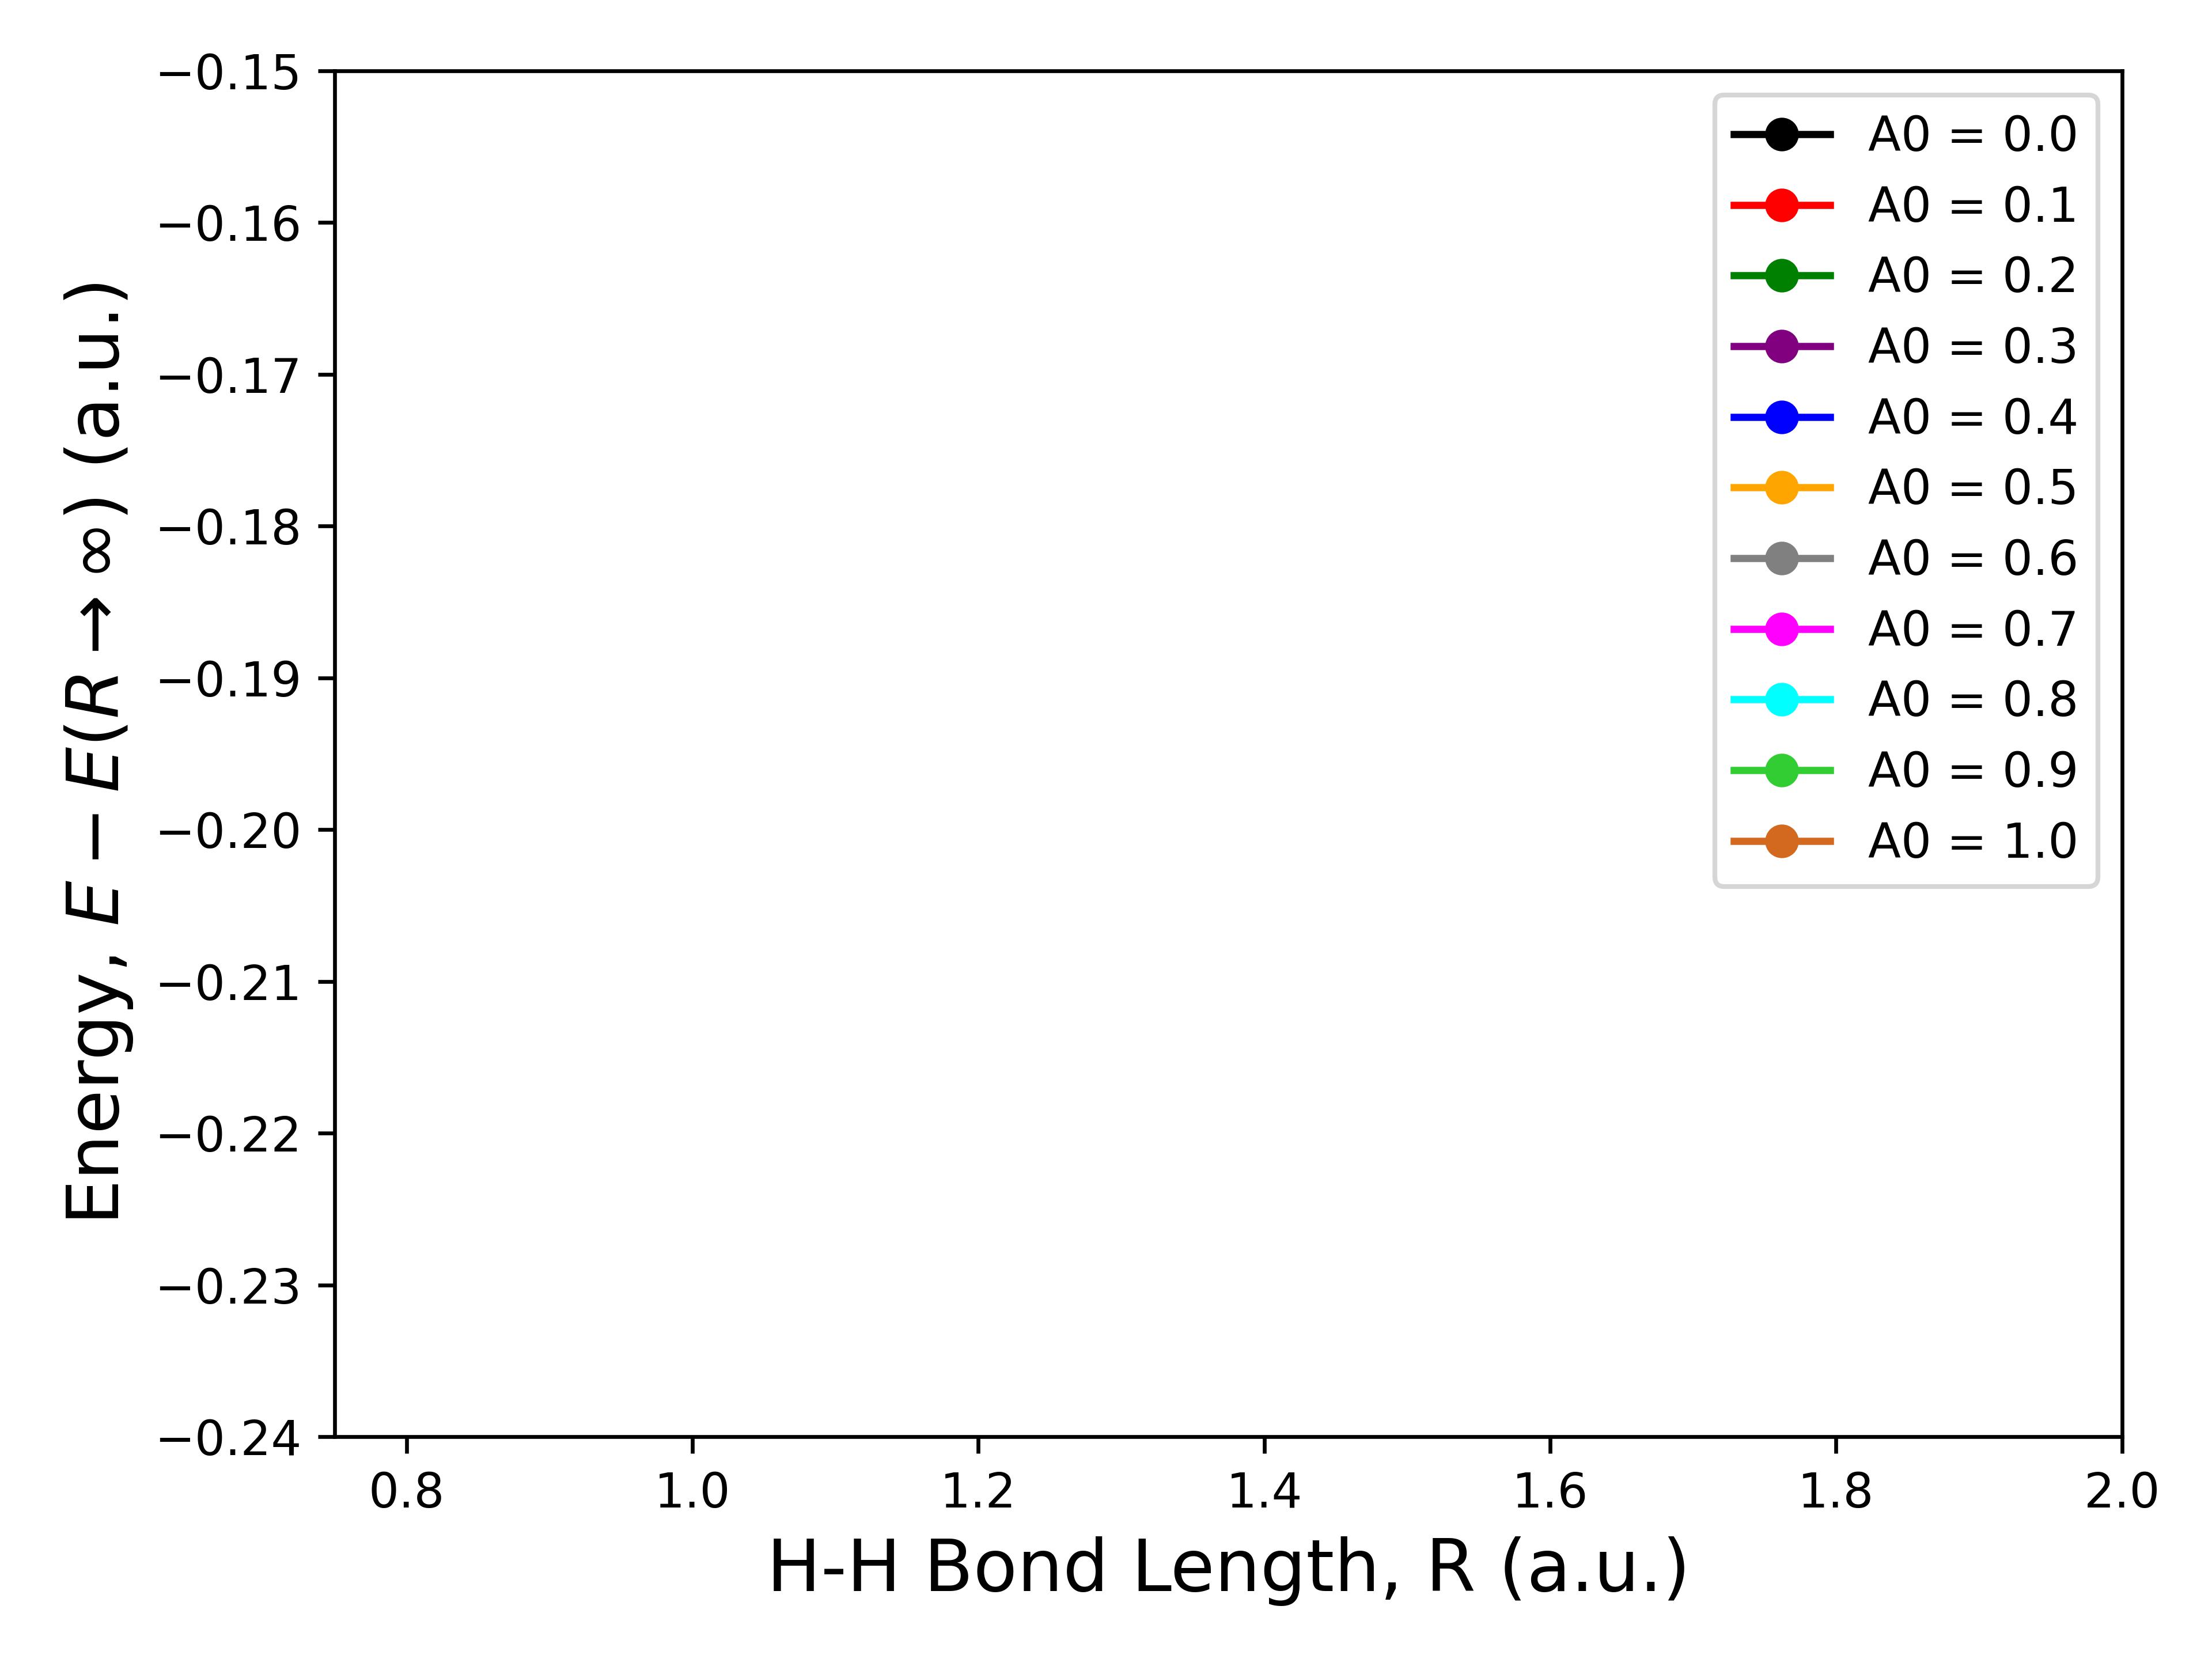 Energy, E − E(R→∞) (a.u.)
−0.15
−0.16
−0.17
−0.18
−0.19
−0.20
−0.21
−0.22
−0.23
−0.24
A0 = 0.0
A0 = 0.1
A0 = 0.2
A0 = 0.3
A0 = 0.4
A0 = 0.5
A0 = 0.6
A0 = 0.7
A0 = 0.8
A0 = 0.9
A0 = 1.0
0.8 1.0 1.2 1.4 1.6 1.8 2.0
H-H Bond Length, R (a.u.)